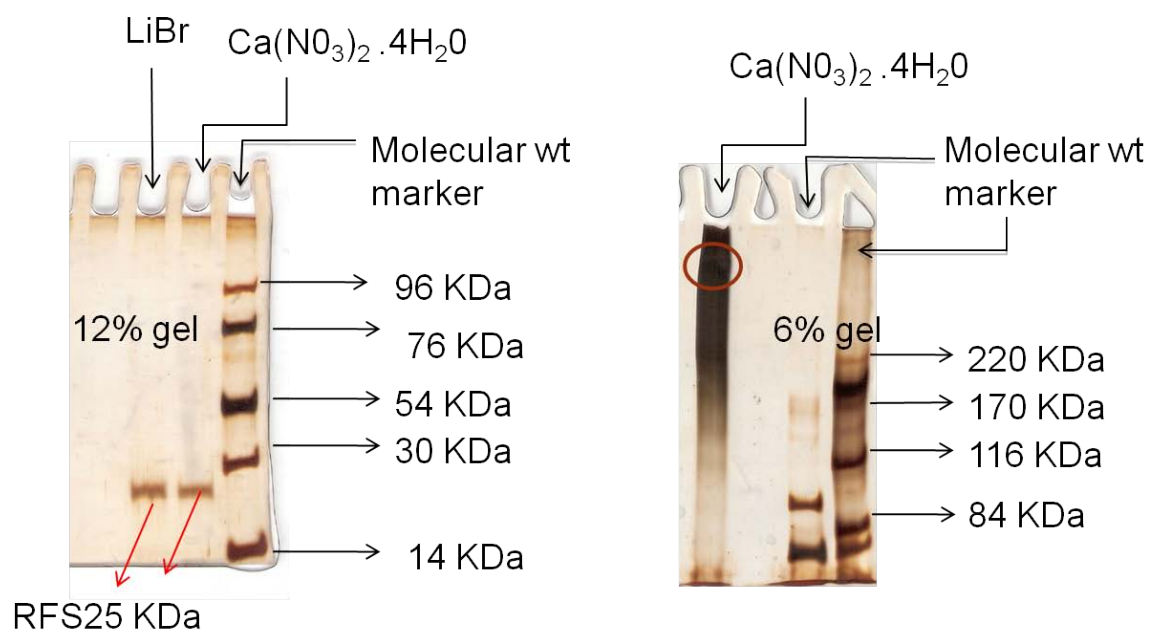 LiBr
Ca(N0₃)₂ .4H₂0
Molecular wt
marker
96 KDa
12% gel
76 KDa
54 KDa
30 KDa
14 KDa
RFS25 KDa
Ca(N0₃)₂ .4H₂0
Molecular wt
marker
6% gel
220 KDa
170 KDa
116 KDa
84 KDa